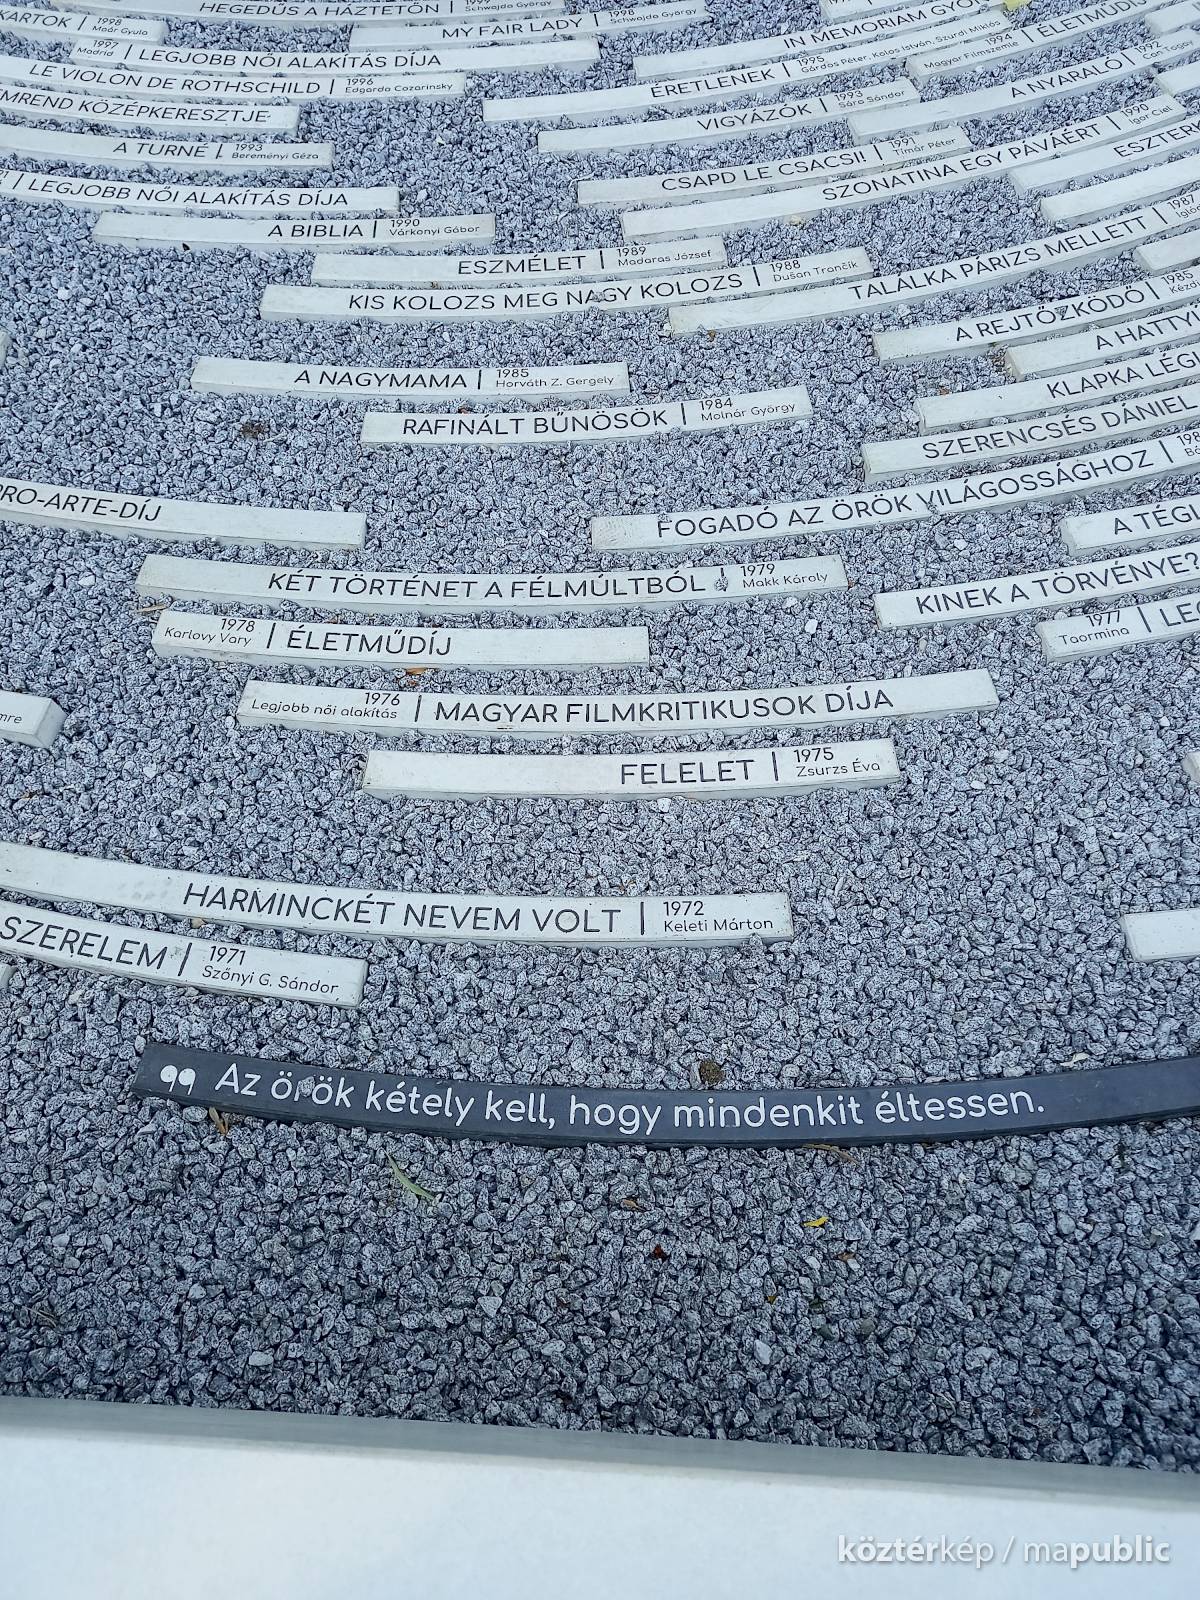 HEGEDŰS A HÁZTETŐN | 1999
Schwajda György
KARTOK | 1998
Maár Gyula
MY FAIR LADY | 1998
Schwajda György
IN MEMORIAM
1997
Madrid | LEGJOBB NŐI ALAKÍTÁS DÍJA
1994
Magyar Filmszemle | ÉLETMŰDÍJ
LE VIOLON DE ROTHSCHILD | 1996
Edgardo Cozarinsky
ÉRETLENEK | 1995
Gárdos Péter, Kolos István, Szurdi Miklós
A NYARALÓ | 1992
KÖZÉPKERESZTJE
VIGYÁZÓK | 1993
Sára Sándor
A TURNÉ | 1993
Bereményi Géza
CSAPD LE CSACSI! | 1991
Tímár Péter
SZONATINA EGY PÁVÁÉRT | 1990
Igor Ciel
LEGJOBB NŐI ALAKÍTÁS DÍJA
A BIBLIA | 1990
Várkonyi Gábor
ESZMÉLET | 1989
Madaras József
KIS KOLOZS MEG NAGY KOLOZS | 1988
Dušan Trančík
TALÁLKA PÁRIZS MELLETT | 1987
A REJTŐZKÖDŐ | 1985
A NAGYMAMA | 1985
Horváth Z. Gergely
KLAPKA
RAFINÁLT BŰNÖSÖK | 1984
Molnár György
SZERENCSÉS DÁNIEL
FOGADÓ AZ ÖRÖK VILÁGOSSÁGHOZ
PRO-ARTE-DÍJ
KÉT TÖRTÉNET A FÉLMÚLTBÓL | 1979
Makk Károly
KINEK A TÖRVÉNYE?
1977
Taormina
1978
Karlovy Vary | ÉLETMŰDÍJ
1976
Legjobb női alakítás | MAGYAR FILMKRITIKUSOK DÍJA
FELELET | 1975
Zsurzs Éva
HARMINCKÉT NEVEM VOLT | 1972
Keleti Márton
SZERELEM | 1971
Szőnyi G. Sándor
„ Az örök kétely kell, hogy mindenkit éltessen.
köztérkép / mapublic